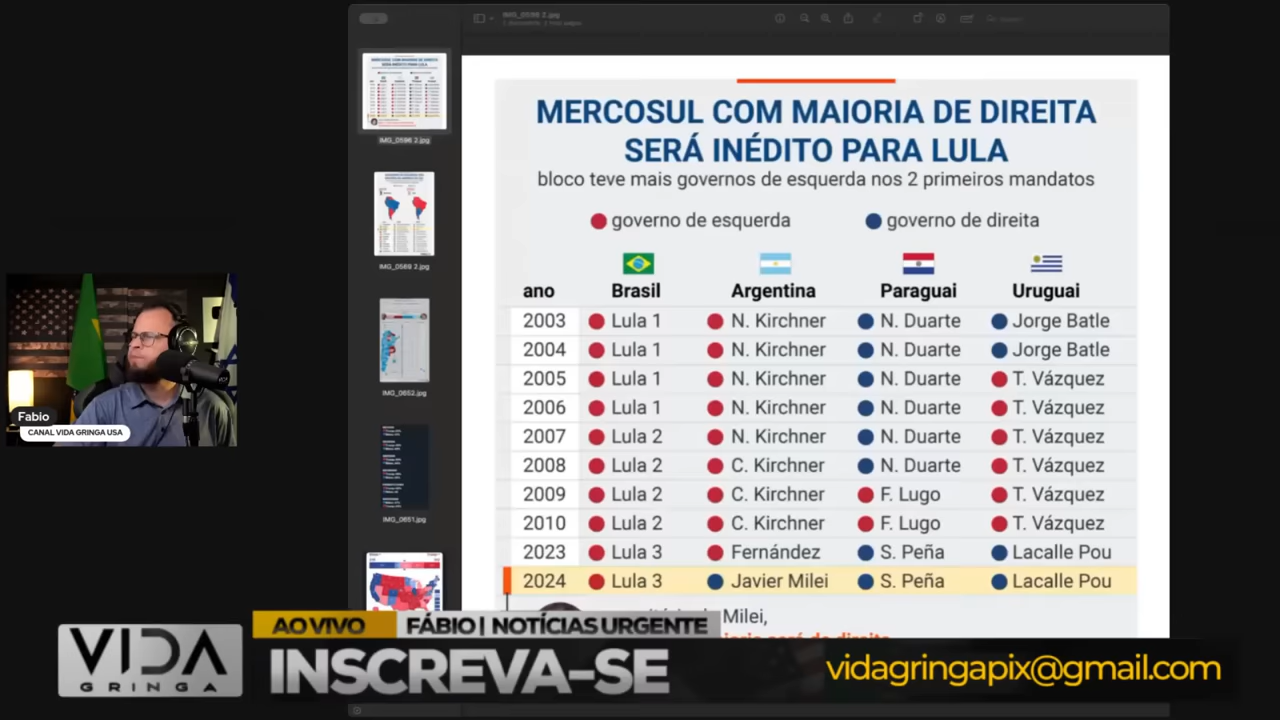 IMG_0596 2.jpg
MERCOSUL COM MAIORIA DE DIREITA
SERÁ INÉDITO PARA LULA
bloco teve mais governos de esquerda nos 2 primeiros mandatos
governo de esquerda governo de direita
ano Brasil Argentina Paraguai Uruguai
2003 Lula 1 N. Kirchner N. Duarte Jorge Batle
2004 Lula 1 N. Kirchner N. Duarte Jorge Batle
2005 Lula 1 N. Kirchner N. Duarte T. Vázquez
2006 Lula 1 N. Kirchner N. Duarte T. Vázquez
2007 Lula 2 N. Kirchner N. Duarte T. Vázquez
2008 Lula 2 C. Kirchner N. Duarte T. Vázquez
2009 Lula 2 C. Kirchner F. Lugo T. Vázquez
2010 Lula 2 C. Kirchner F. Lugo T. Vázquez
2023 Lula 3 Fernández S. Peña Lacalle Pou
2024 Lula 3 Javier Milei S. Peña Lacalle Pou
Milei,
IMG_0596 2.jpg
IMG_0569 2.jpg
IMG_0652.jpg
IMG_0651.jpg
Fabio
CANAL VIDA GRINGA USA
AO VIVO FÁBIO | NOTÍCIAS URGENTE
VIDA
GRINGA
INSCREVA-SE
vidagringapix@gmail.com